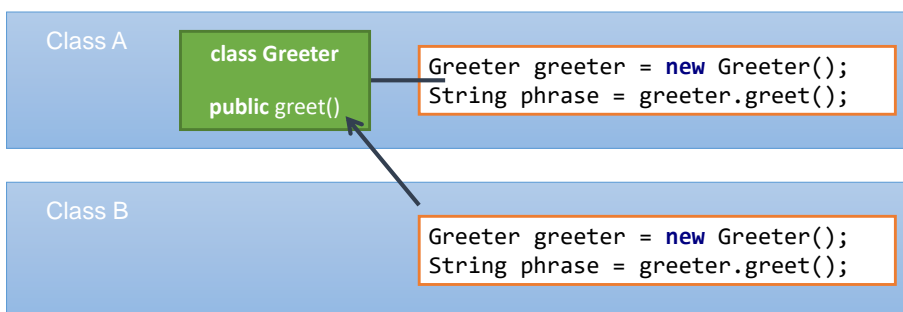 Class A
class Greeter
public greet()
Greeter greeter = new Greeter();
String phrase = greeter.greet();
Class B
Greeter greeter = new Greeter();
String phrase = greeter.greet();